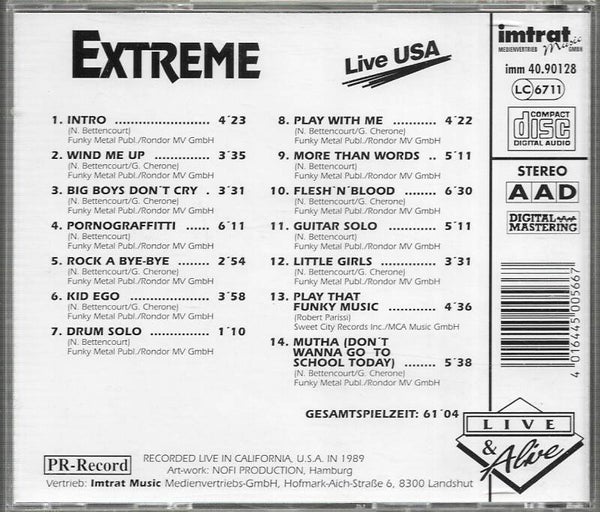 EXTREME
Live USA
1. INTRO ...................... 4´23
(N. Bettencourt)
Funky Metal Publ./Rondor MV GmbH
2. WIND ME UP ............ 3´35
(N. Bettencourt/G. Cherone)
Funky Metal Publ./Rondor MV GmbH
3. BIG BOYS DON´T CRY . 3´31
(N. Bettencourt/G. Cherone)
Funky Metal Publ./Rondor MV GmbH
4. PORNOGRAFFITTI ...... 6´11
(N. Bettencourt)
Funky Metal Publ./Rondor MV GmbH
5. ROCK A BYE-BYE ....... 2´54
(N. Bettencourt/G. Cherone)
Funky Metal Publ./Rondor MV GmbH
6. KID EGO .................. 3´58
(N. Bettencourt/G. Cherone)
Funky Metal Publ./Rondor MV GmbH
7. DRUM SOLO .............. 1´10
(N. Bettencourt/G. Cherone)
Funky Metal Publ./Rondor MV GmbH
8. PLAY WITH ME .......... 4´22
(N. Bettencourt/G. Cherone)
Funky Metal Publ./Rondor MV GmbH
9. MORE THAN WORDS .. 5´11
(N. Bettencourt/G. Cherone)
Funky Metal Publ./Rondor MV GmbH
10. FLESH`N´BLOOD ....... 6´30
(N. Bettencourt/G. Cherone)
Funky Metal Publ./Rondor MV GmbH
11. GUITAR SOLO .......... 5´11
(N. Bettencourt)
Funky Metal Publ./Rondor MV GmbH
12. LITTLE GIRLS .......... 3´31
(N. Bettencourt/G. Cherone)
Funky Metal Publ./Rondor MV GmbH
13. PLAY THAT
FUNKY MUSIC .......... 4´36
(Robert Parissi)
Sweet City Records Inc./MCA Music GmbH
14. MUTHA (DON´T
WANNA GO TO
SCHOOL TODAY) ........ 5´38
(N. Bettencourt/G. Cherone)
Funky Metal Publ./Rondor MV GmbH
GESAMTSPIELZEIT: 61´04
PR-Record
RECORDED LIVE IN CALIFORNIA, U.S.A. IN 1989
Art-work: NOFI PRODUCTION, Hamburg
Vertrieb: Imtrat Music Medienvertriebs-GmbH, Hofmark-Aich-Straße 6, 8300 Landshut
imtrat
MEDIENVERTRIEB Music GMBH
imm 40.90128
LC 6711
COMPACT
disc
DIGITAL AUDIO
STEREO
AAD
DIGITAL
MASTERING
4 016445 005667
LIVE
& Alive